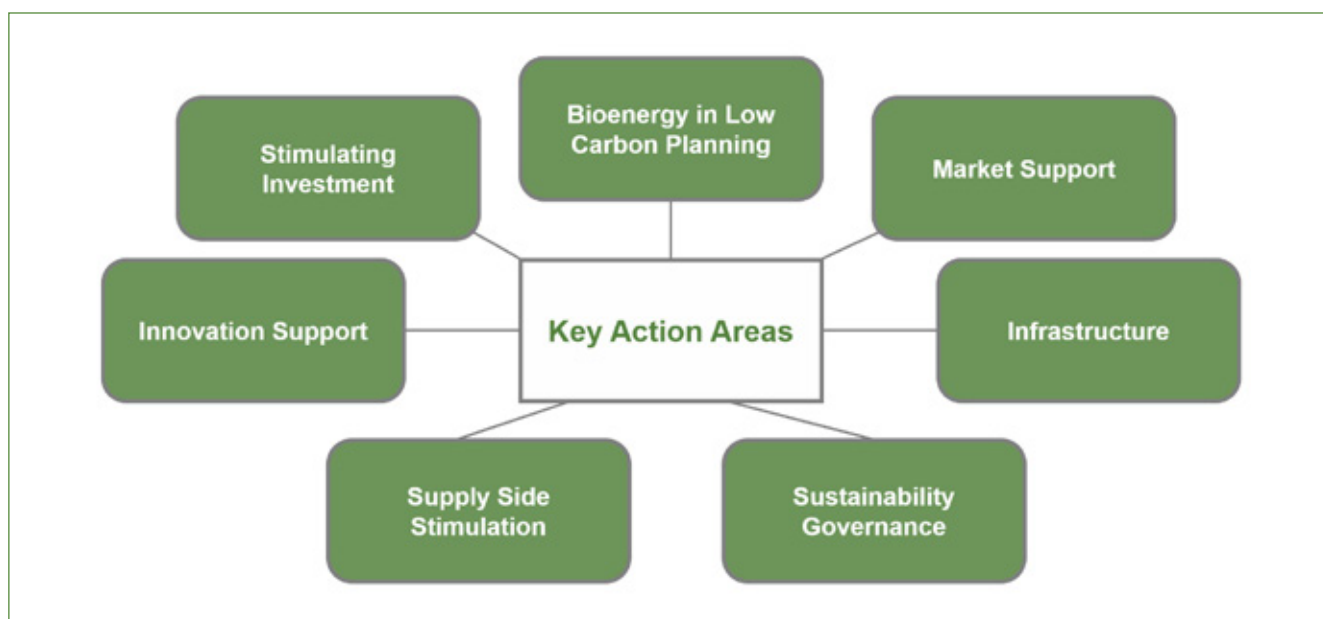 Bioenergy in Low
Carbon Planning
Stimulating
Investment
Market Support
Innovation Support
Key Action Areas
Infrastructure
Supply Side
Stimulation
Sustainability
Governance